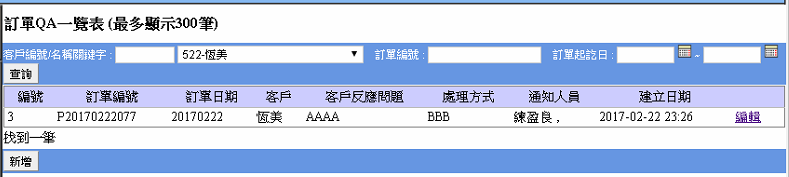 訂單QA一覽表 (最多顯示300筆)
客戶編號/名稱關鍵字 : 522-恆美 訂單編號 : 訂單起訖日 : ~
查詢
編號 訂單編號 訂單日期 客戶 客戶反應問題 處理方式 通知人員 建立日期
3 P20170222077 20170222 恆美 AAAA BBB 練盈良 , 2017-02-22 23:26 編輯
找到一筆
新增